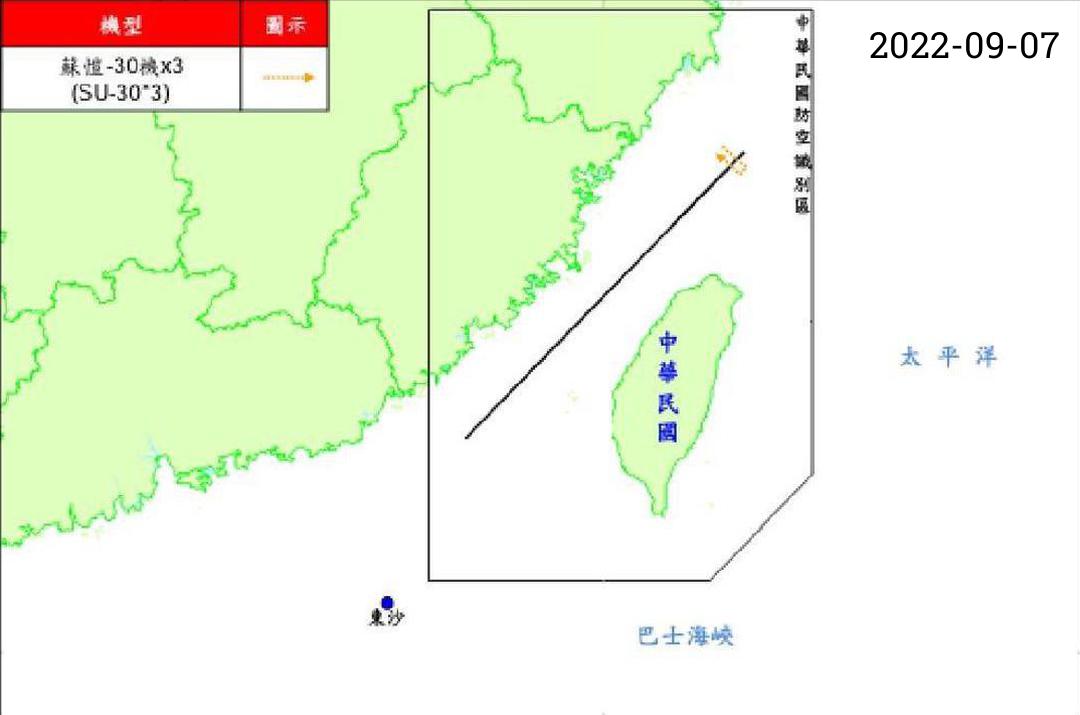 機型 圖示
2022-09-07
蘇愷-30機x3
(SU-30*3)
中華民國防空識別區
中華民國
太平洋
東沙
巴士海峽